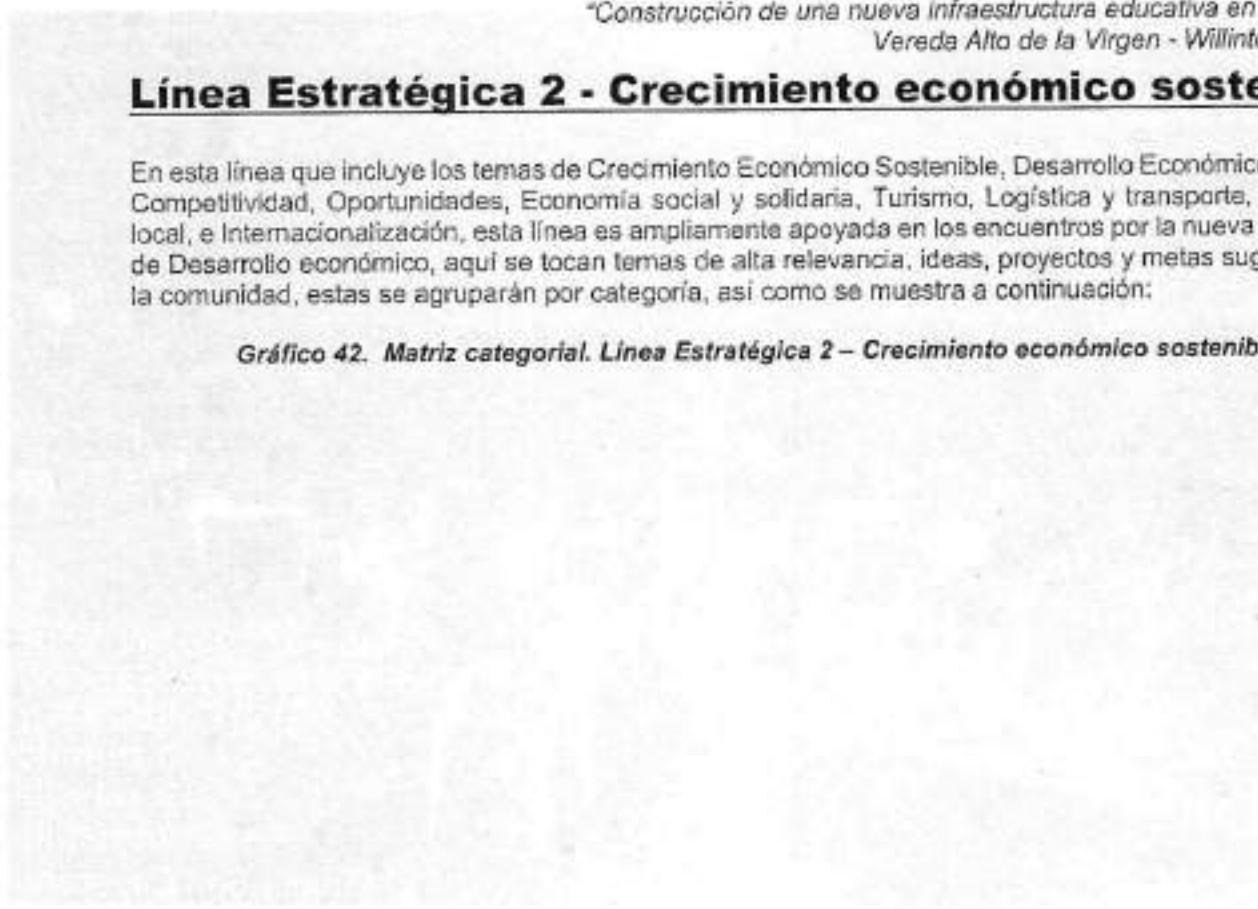 "Construcción de una nueva infraestructura educativa en
Vereda Alto de la Virgen - Willint
Línea Estratégica 2 - Crecimiento económico soste
En esta línea que incluye los temas de Crecimiento Económico Sostenible, Desarrollo Económic
Competitividad, Oportunidades, Economía social y solidaria, Turismo, Logística y transporte,
local, e Internacionalización, esta línea es ampliamente apoyada en los encuentros por la nueva
de Desarrollo económico, aquí se tocan temas de alta relevancia, ideas, proyectos y metas sug
la comunidad, estas se agruparán por categoría, así como se muestra a continuación:
Gráfico 42. Matriz categorial. Línea Estratégica 2 – Crecimiento económico sostenib